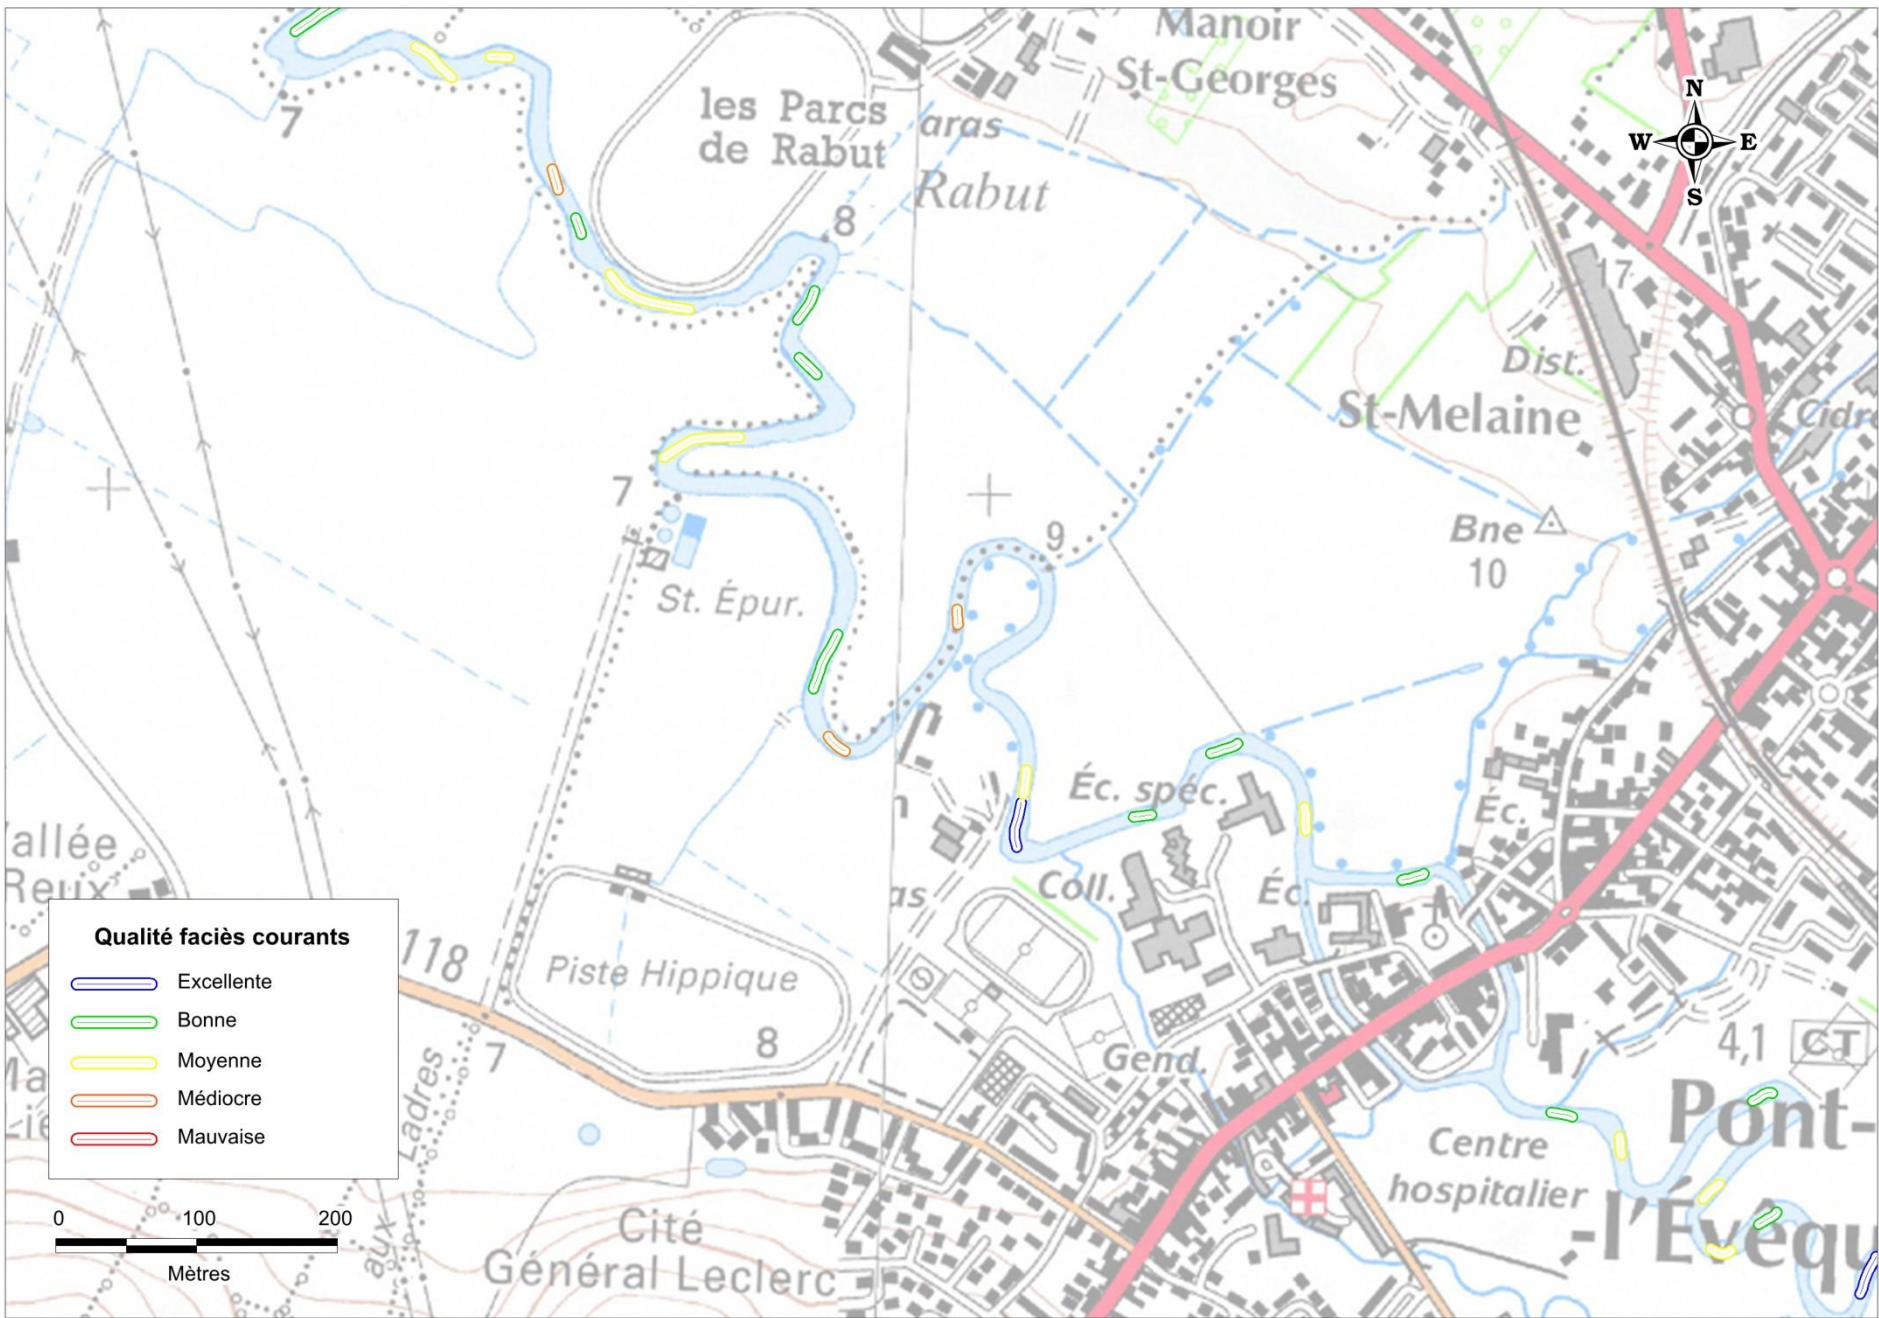 Manoir
St-Georges
les Parcs
de Rabut
aras
Rabut
N
W
E
S
7
8
17
Dist.
St-Melaine
Cidre
7
9
Bne
10
St. Épur.
Éc. spéc.
Éc.
n
as
Coll.
Éc.
allée
Reux
118
Piste Hippique
7
8
Gend.
4,1
CT
Pont-
-l'Évêqu
Centre
hospitalier
Ladres
aux
Cité
Général Leclerc
Qualité faciès courants
Excellente
Bonne
Moyenne
Médiocre
Mauvaise
0 100 200
Mètres